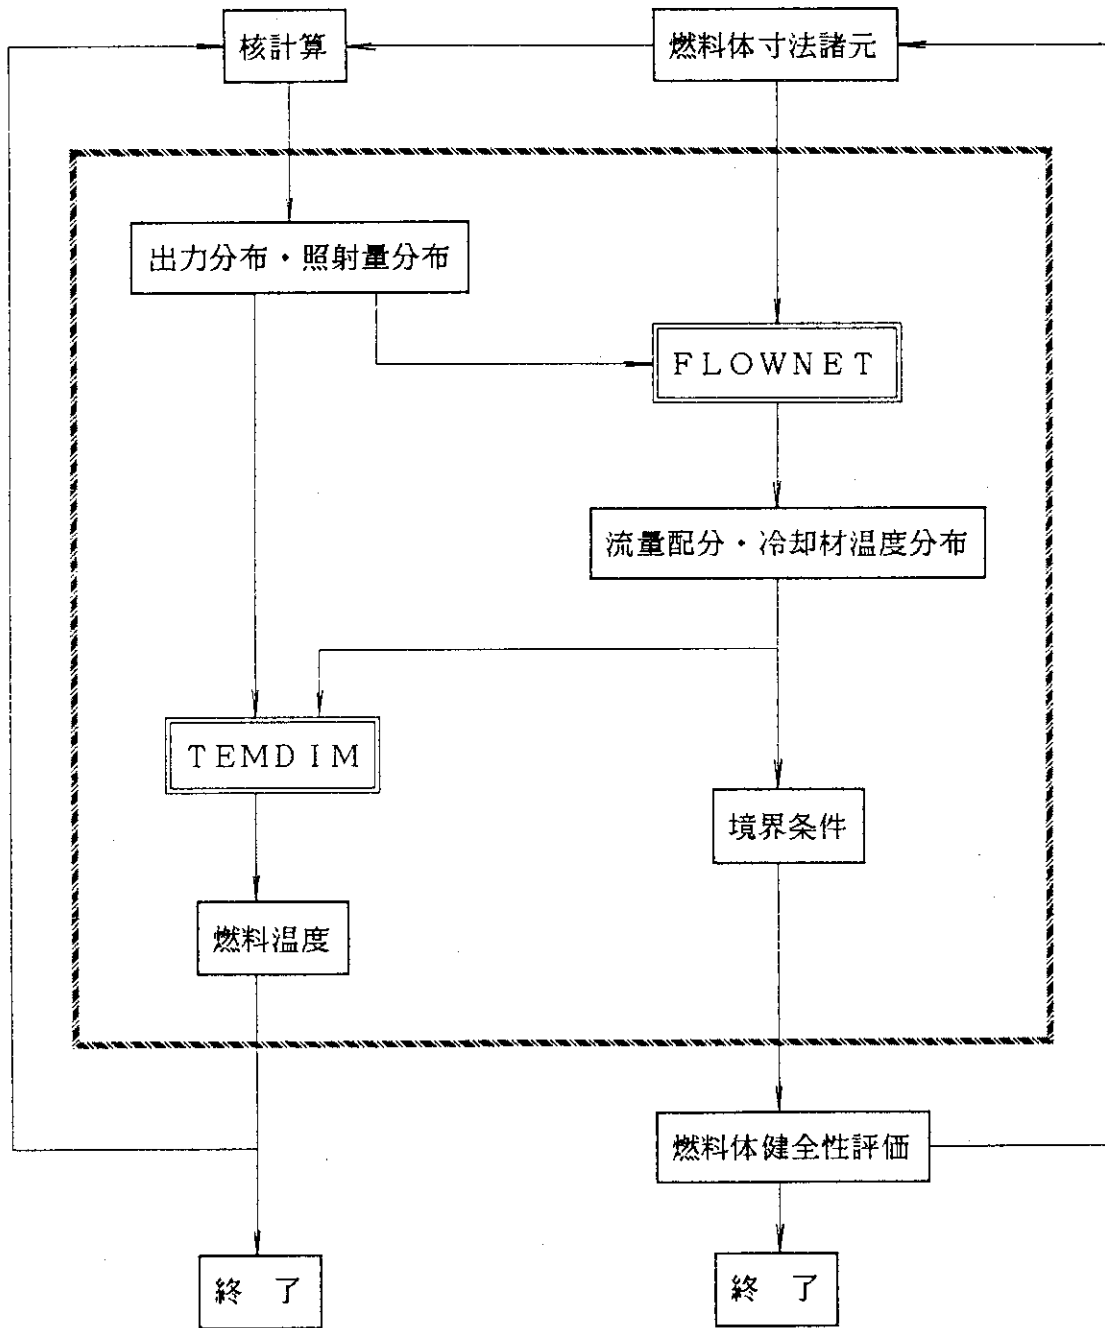 核計算
燃料体寸法諸元
出力分布・照射量分布
FLOWNET
流量配分・冷却材温度分布
TEMDIM
境界条件
燃料温度
燃料体健全性評価
終 了
終 了